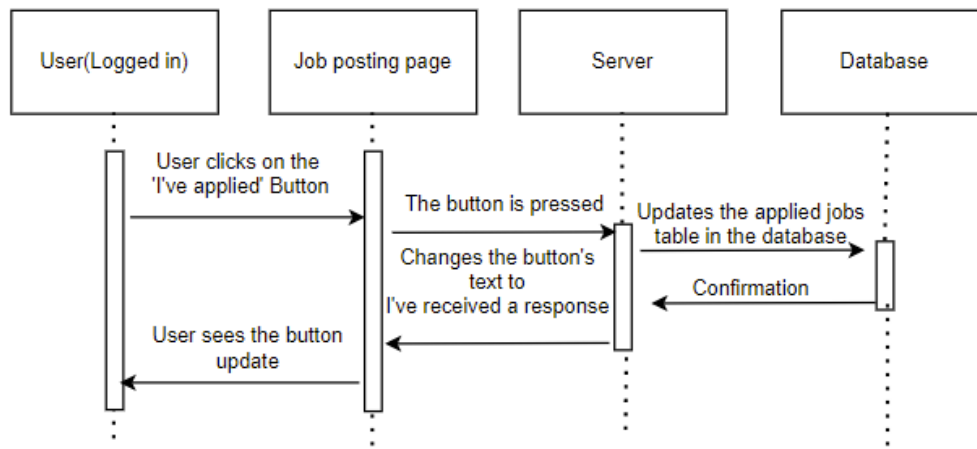 User(Logged in)
Job posting page
Server
Database
User clicks on the
'I've applied' Button
The button is pressed
Updates the applied jobs
table in the database
Changes the button's
text to
I've received a response
Confirmation
User sees the button
update